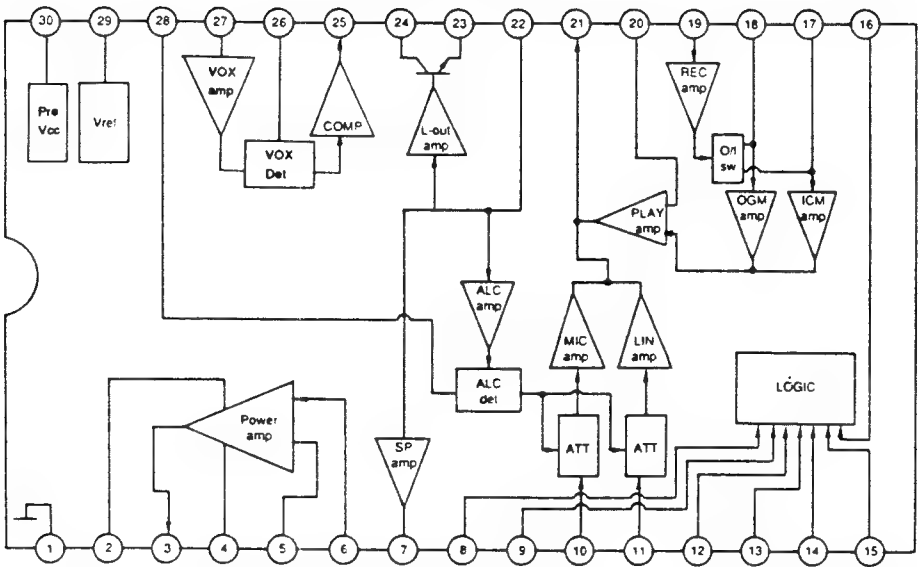 30 29 28 27 26 25 24 23 22 21 20 19 18 17 16
Pre
Vcc
Vref
VOX
amp
COMP
VOX
Det
L-out
amp
REC
amp
O/I
sw
PLAY
amp
OGM
amp
ICM
amp
ALC
amp
MIC
amp
LIN
amp
LOGIC
ALC
det
Power
amp
SP
amp
ATT
ATT
1 2 3 4 5 6 7 8 9 10 11 12 13 14 15